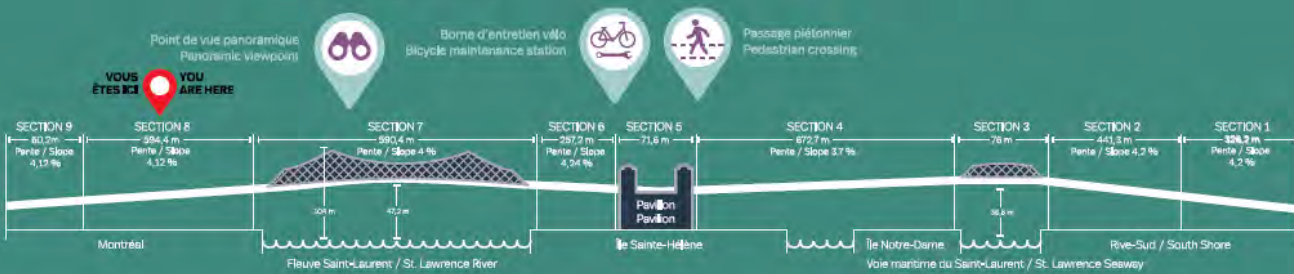 Point de vue panoramique
Panoramic viewpoint
Borne d'entretien vélo
Bicycle maintenance station
Passage piétonnier
Pedestrian crossing
VOUS ÊTES ICI
YOU ARE HERE
SECTION 9
80,2m
Pente / Slope
4,12 %
SECTION 8
594,4 m
Pente / Slope
4,12 %
SECTION 7
590,4 m
Pente / Slope 4 %
SECTION 6
257,2 m
Pente / Slope
4,24 %
SECTION 5
71,6 m
SECTION 4
872,7 m
Pente / Slope 3.7 %
SECTION 3
76 m
SECTION 2
441,3 m
Pente / Slope 4,2 %
SECTION 1
326,2 m
Pente / Slope
4,2 %
104 m
47,2 m
Pavillon
Pavilion
Montréal
Fleuve Saint-Laurent / St. Lawrence River
Île Sainte-Hélène
Île Notre-Dame
Voie maritime du Saint-Laurent / St. Lawrence Seaway
Rive-Sud / South Shore